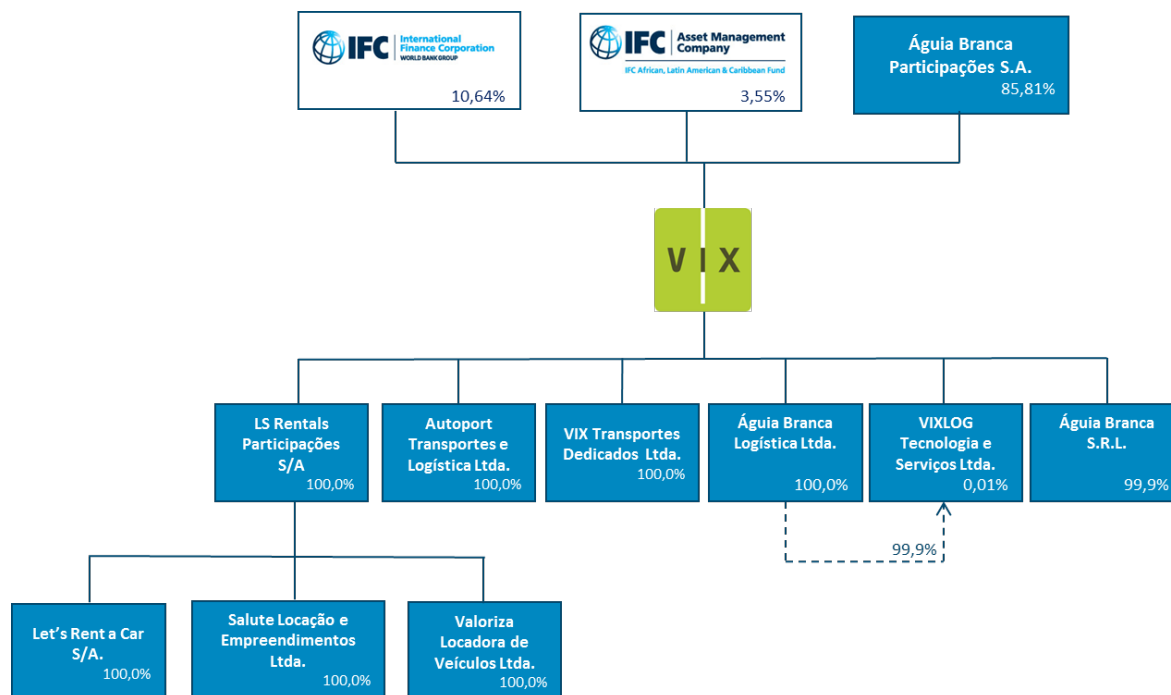 IFC
International
Finance Corporation
WORLD BANK GROUP
10,64%
IFC
Asset Management
Company
IFC African, Latin American & Caribbean Fund
3,55%
Águia Branca
Participações S.A.
85,81%
VIX
LS Rentals
Participações
S/A
100,0%
Autoport
Transportes e
Logística Ltda.
100,0%
VIX Transportes
Dedicados Ltda.
100,0%
Águia Branca
Logística Ltda.
100,0%
VIXLOG
Tecnologia e
Serviços Ltda.
0,01%
Águia Branca
S.R.L.
99,9%
99,9%
Let’s Rent a Car
S/A.
100,0%
Salute Locação e
Empreendimentos
Ltda.
100,0%
Valoriza
Locadora de
Veículos Ltda.
100,0%